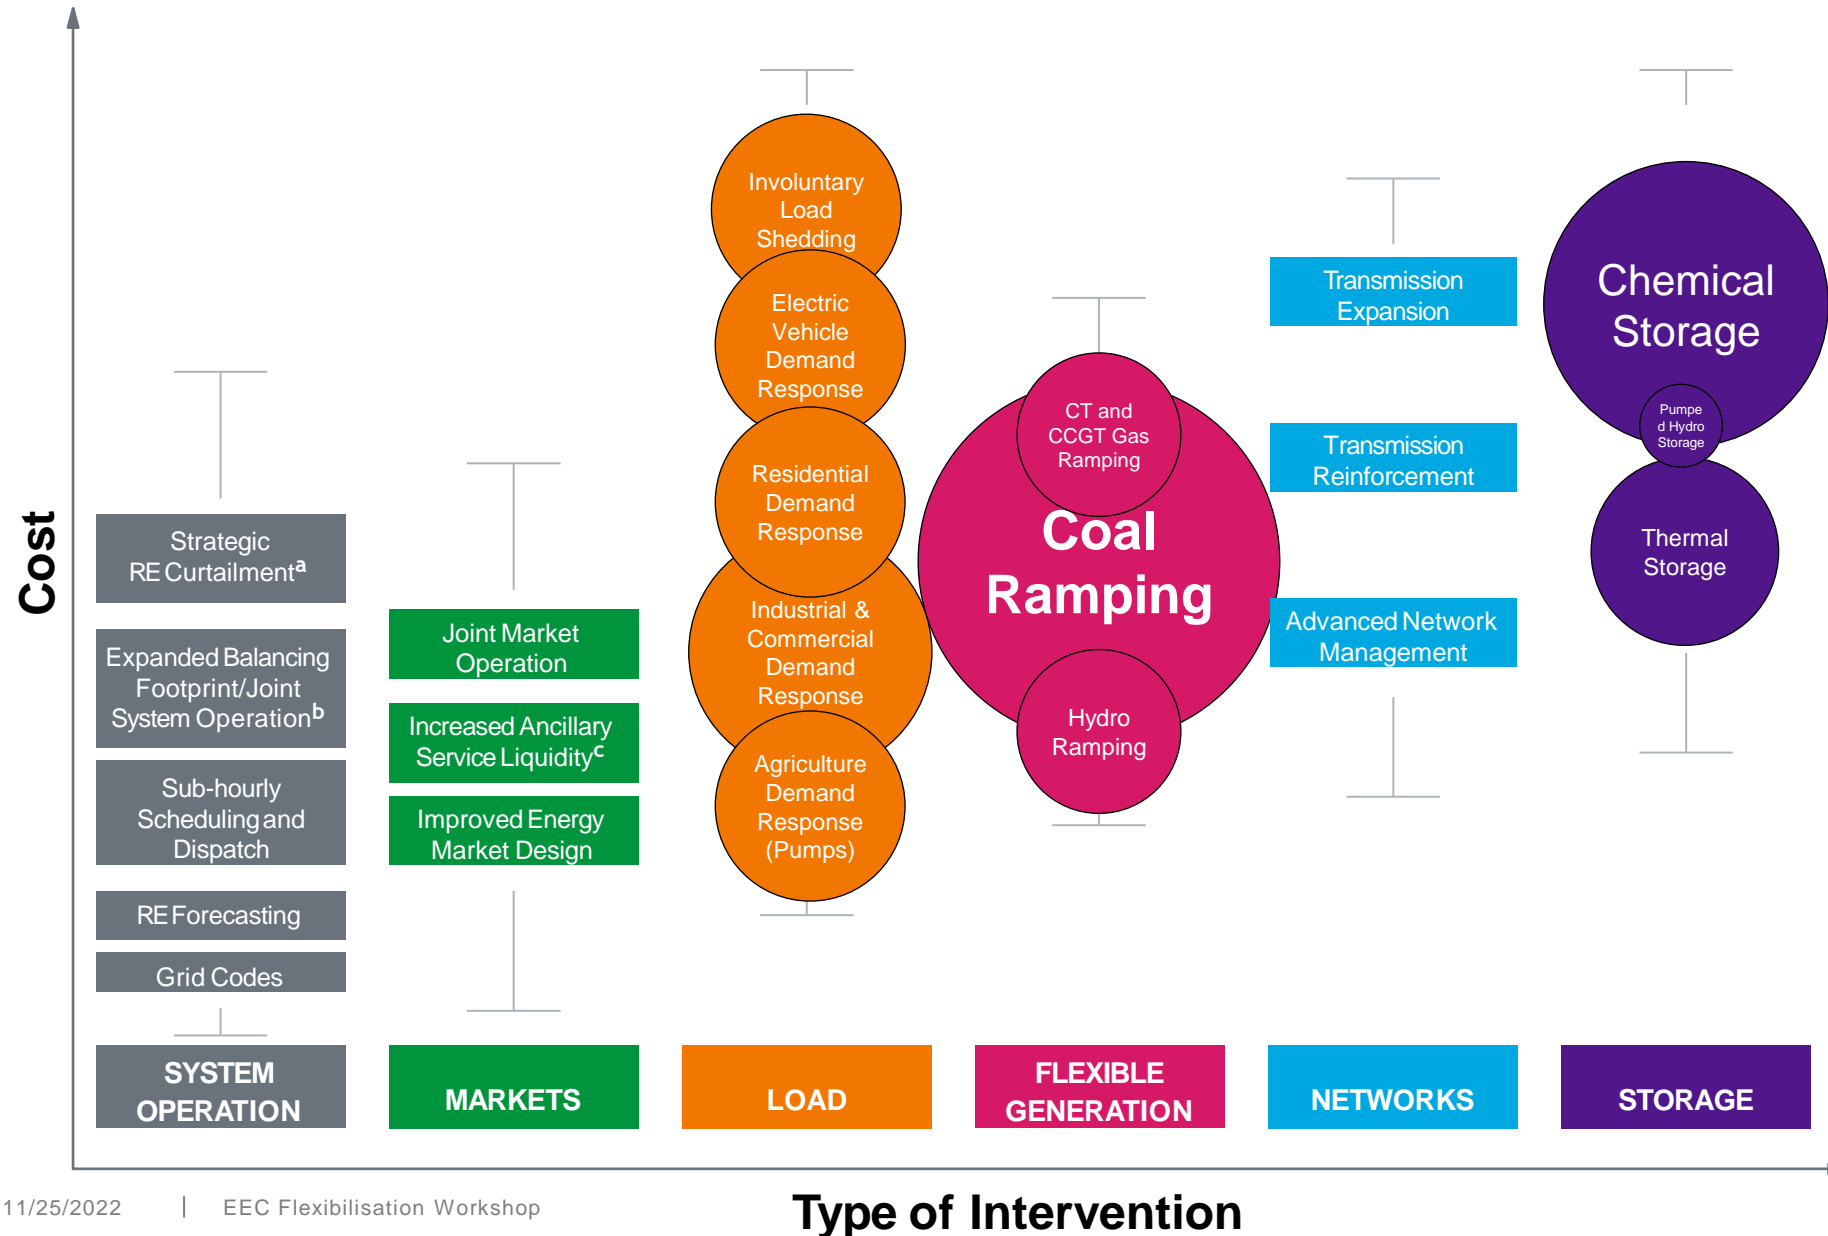 Cost
Strategic
RE Curtailmentᵃ
Expanded Balancing
Footprint/Joint
System Operationᵇ
Sub-hourly
Scheduling and
Dispatch
RE Forecasting
Grid Codes
SYSTEM
OPERATION
Joint Market
Operation
Increased Ancillary
Service Liquidityᶜ
Improved Energy
Market Design
MARKETS
Involuntary
Load
Shedding
Electric
Vehicle
Demand
Response
Residential
Demand
Response
Industrial &
Commercial
Demand
Response
Agriculture
Demand
Response
(Pumps)
LOAD
CT and
CCGT Gas
Ramping
Coal
Ramping
Hydro
Ramping
FLEXIBLE
GENERATION
Transmission
Expansion
Transmission
Reinforcement
Advanced Network
Management
NETWORKS
Chemical
Storage
Pumpe
d Hydro
Storage
Thermal
Storage
STORAGE
11/25/2022 | EEC Flexibilisation Workshop
Type of Intervention